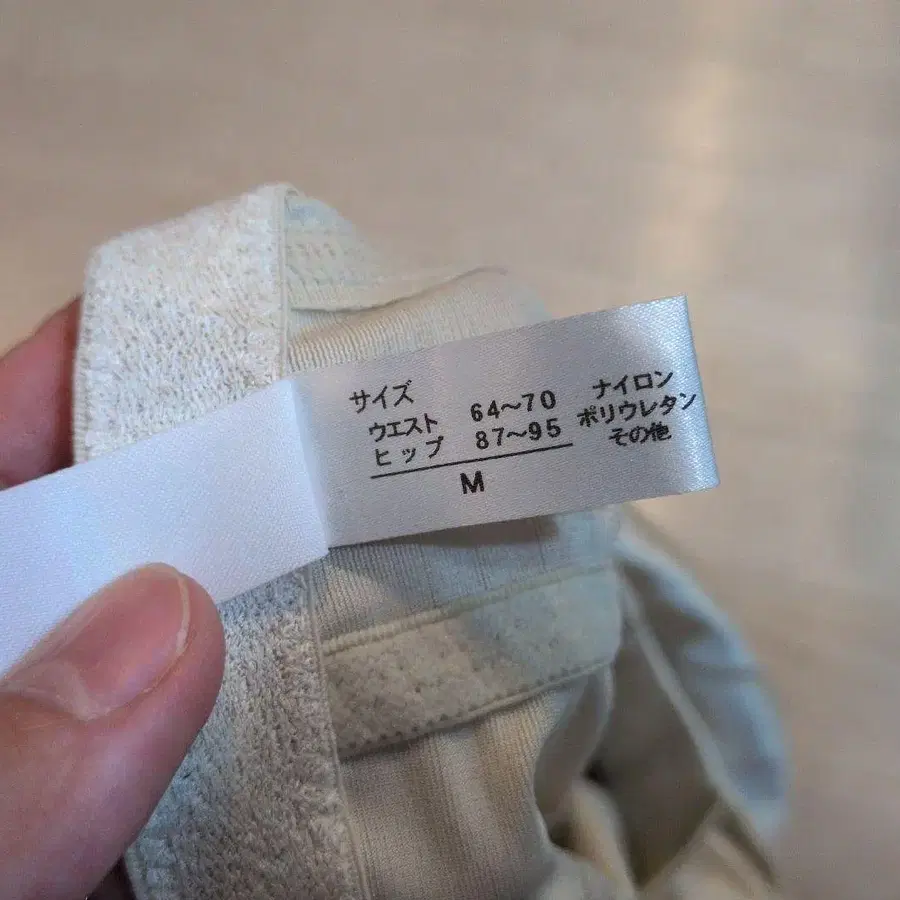 サイズ
ウエスト 64～70
ヒップ 87～95
M
ナイロン
ポリウレタン
その他